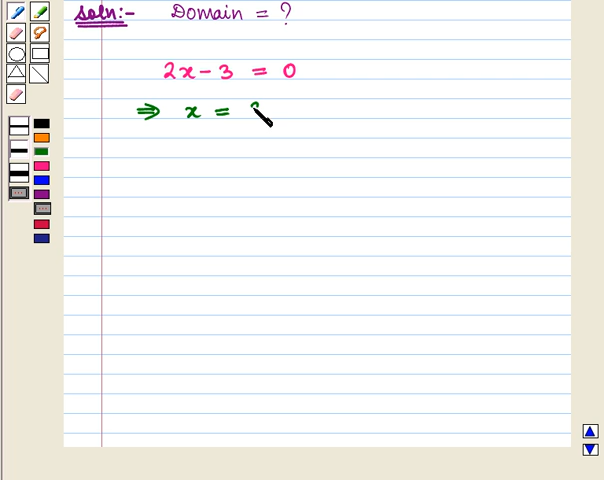 Soln:- Domain = ?
2x - 3 = 0
⇒ x =